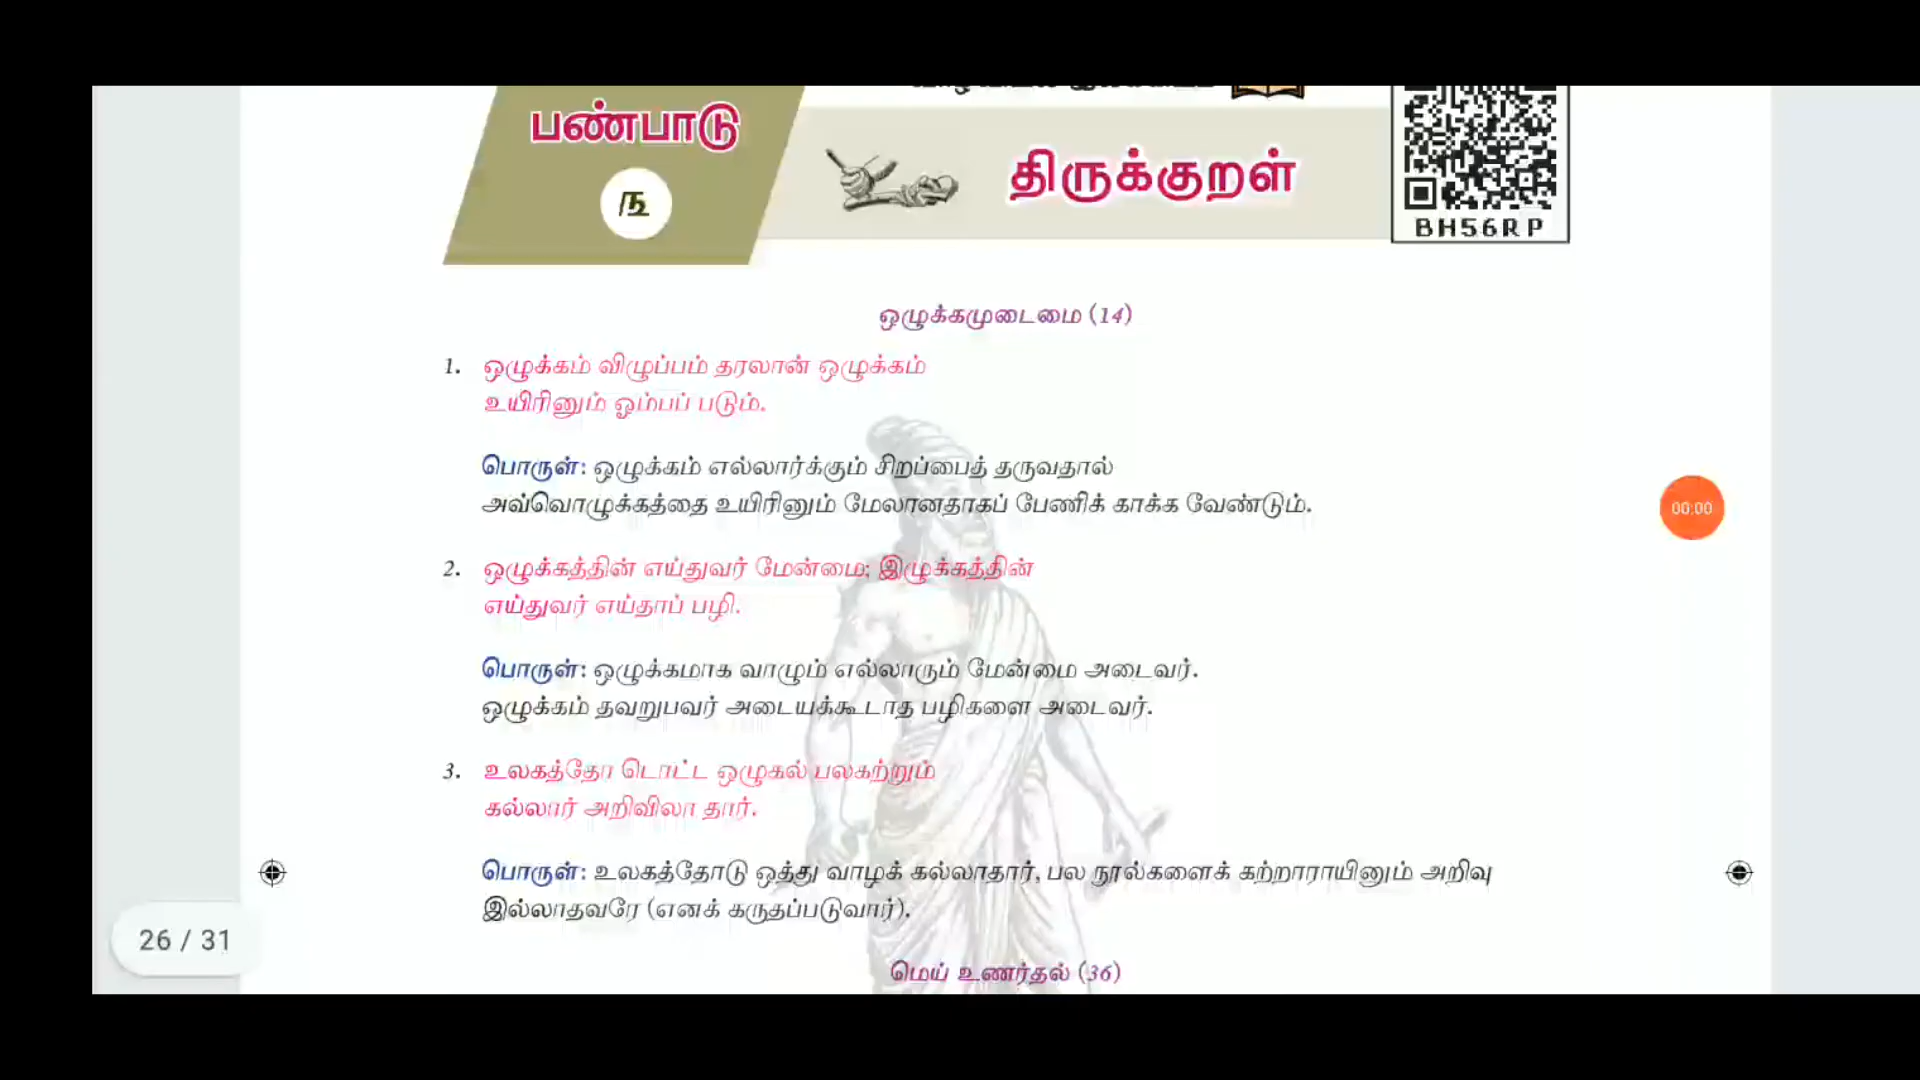 பண்பாடு
௩
திருக்குறள்
BH56RP
ஒழுக்கமுடைமை (14)
1. ஒழுக்கம் விழுப்பம் தரலான் ஒழுக்கம்
உயிரினும் ஓம்பப் படும்.
பொருள்: ஒழுக்கம் எல்லார்க்கும் சிறப்பைத் தருவதால்
அவ்வொழுக்கத்தை உயிரினும் மேலானதாகப் பேணிக் காக்க வேண்டும்.
00:00
2. ஒழுக்கத்தின் எய்துவர் மேன்மை; இழுக்கத்தின்
எய்துவர் எய்தாப் பழி.
பொருள்: ஒழுக்கமாக வாழும் எல்லாரும் மேன்மை அடைவர்.
ஒழுக்கம் தவறுபவர் அடையக்கூடாத பழிகளை அடைவர்.
3. உலகத்தோ டொட்ட ஒழுகல் பலகற்றும்
கல்லார் அறிவிலா தார்.
பொருள்: உலகத்தோடு ஒத்து வாழக் கல்லாதார், பல நூல்களைக் கற்றாராயினும் அறிவு
இல்லாதவரே (எனக் கருதப்படுவார்).
26 / 31
மெய் உணர்தல் (36)